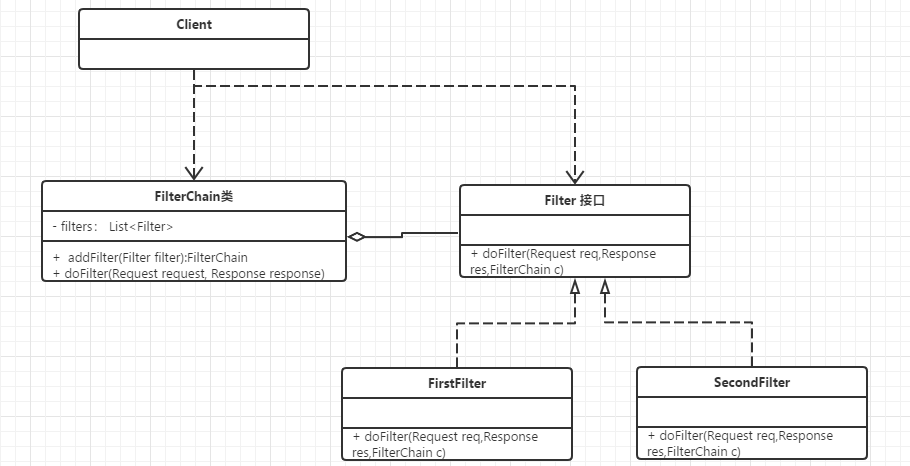 Client
FilterChain类
- filters： List<Filter>
+ addFilter(Filter filter):FilterChain
+ doFilter(Request request, Response response)
Filter 接口
+ doFilter(Request req,Response
res,FilterChain c)
FirstFilter
+ doFilter(Request req,Response
res,FilterChain c)
SecondFilter
+ doFilter(Request req,Response
res,FilterChain c)